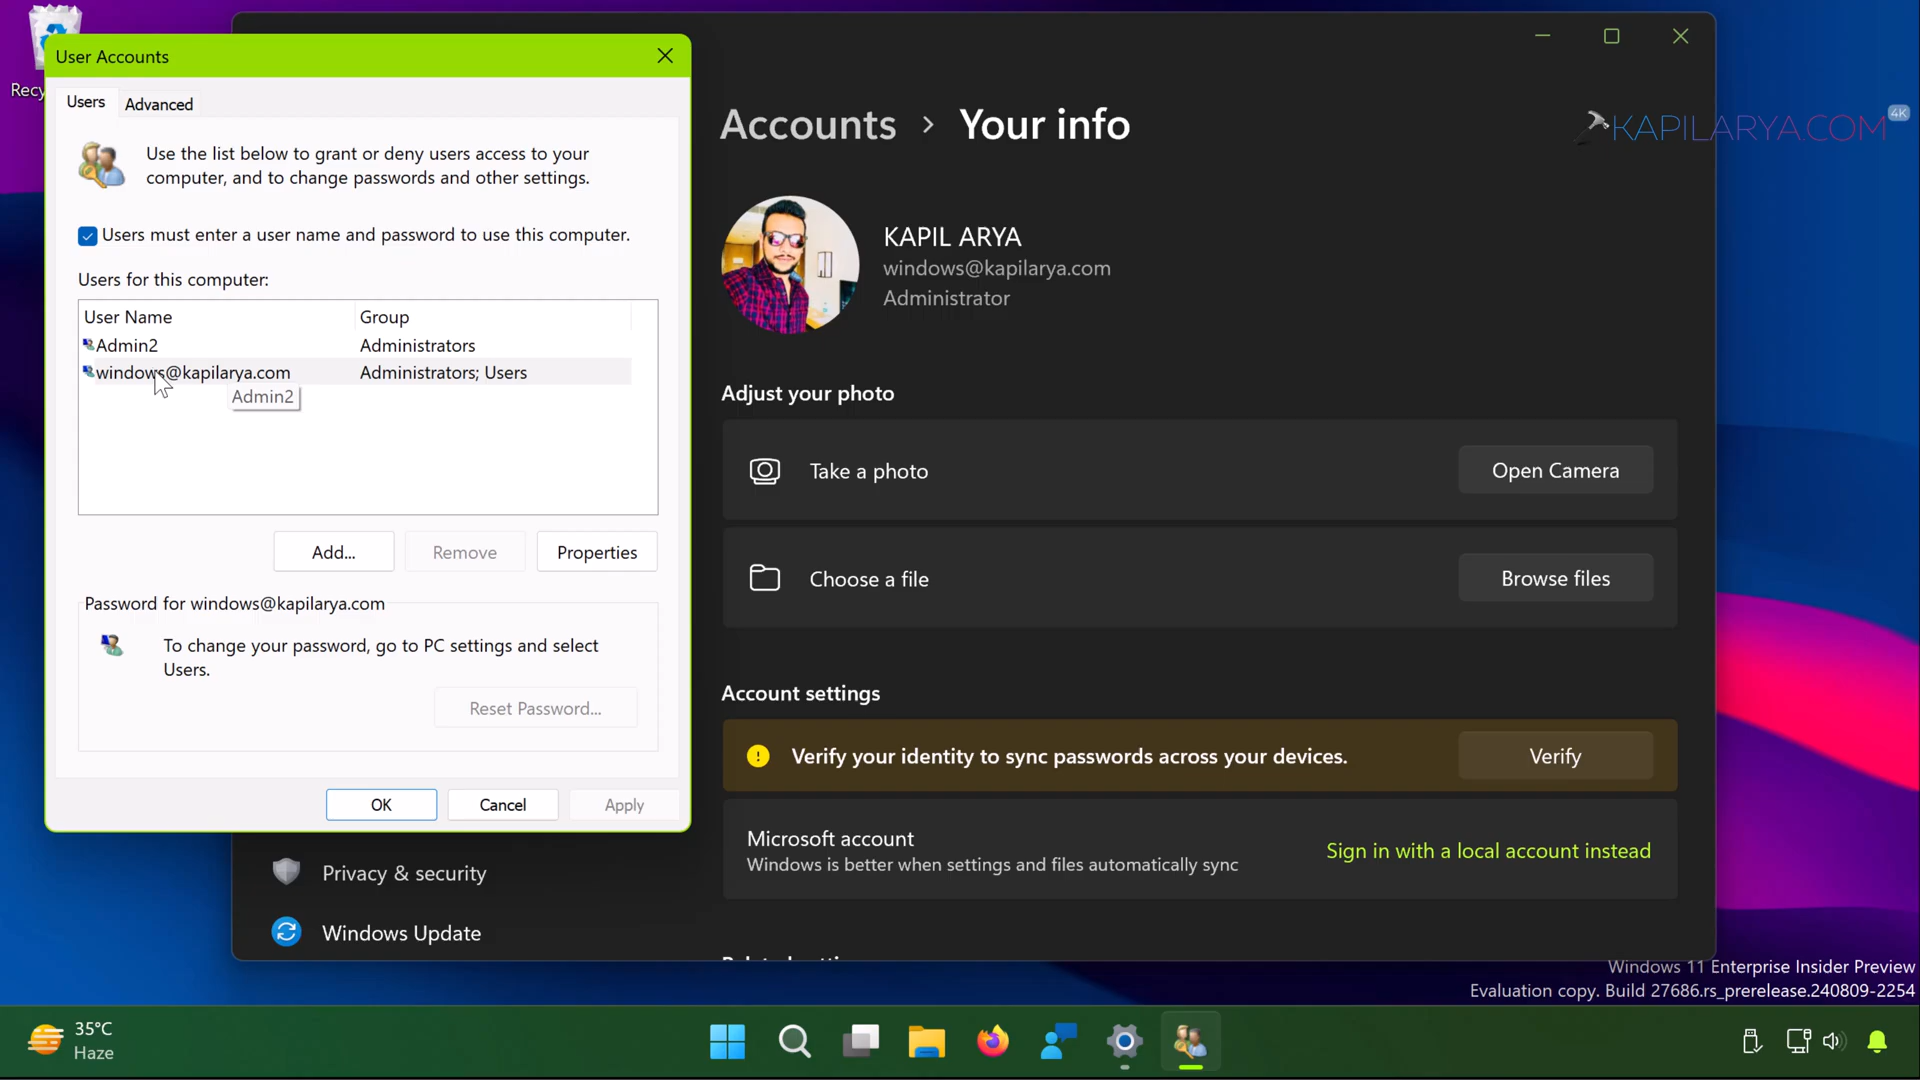 Recy
User Accounts
Users
Advanced
Use the list below to grant or deny users access to your
computer, and to change passwords and other settings.
Users must enter a user name and password to use this computer.
Users for this computer:
User Name Group
Admin2 Administrators
windows@kapilarya.com Administrators; Users
Admin2
Add...
Remove
Properties
Password for windows@kapilarya.com
To change your password, go to PC settings and select
Users.
Reset Password...
OK
Cancel
Apply
Privacy & security
Windows Update
Accounts > Your info
KAPILARYA.COM
4K
KAPIL ARYA
windows@kapilarya.com
Administrator
Adjust your photo
Take a photo
Open Camera
Choose a file
Browse files
Account settings
Verify your identity to sync passwords across your devices.
Verify
Microsoft account
Windows is better when settings and files automatically sync
Sign in with a local account instead
Windows 11 Enterprise Insider Preview
Evaluation copy. Build 27686.rs_prerelease.240809-2254
35°C
Haze